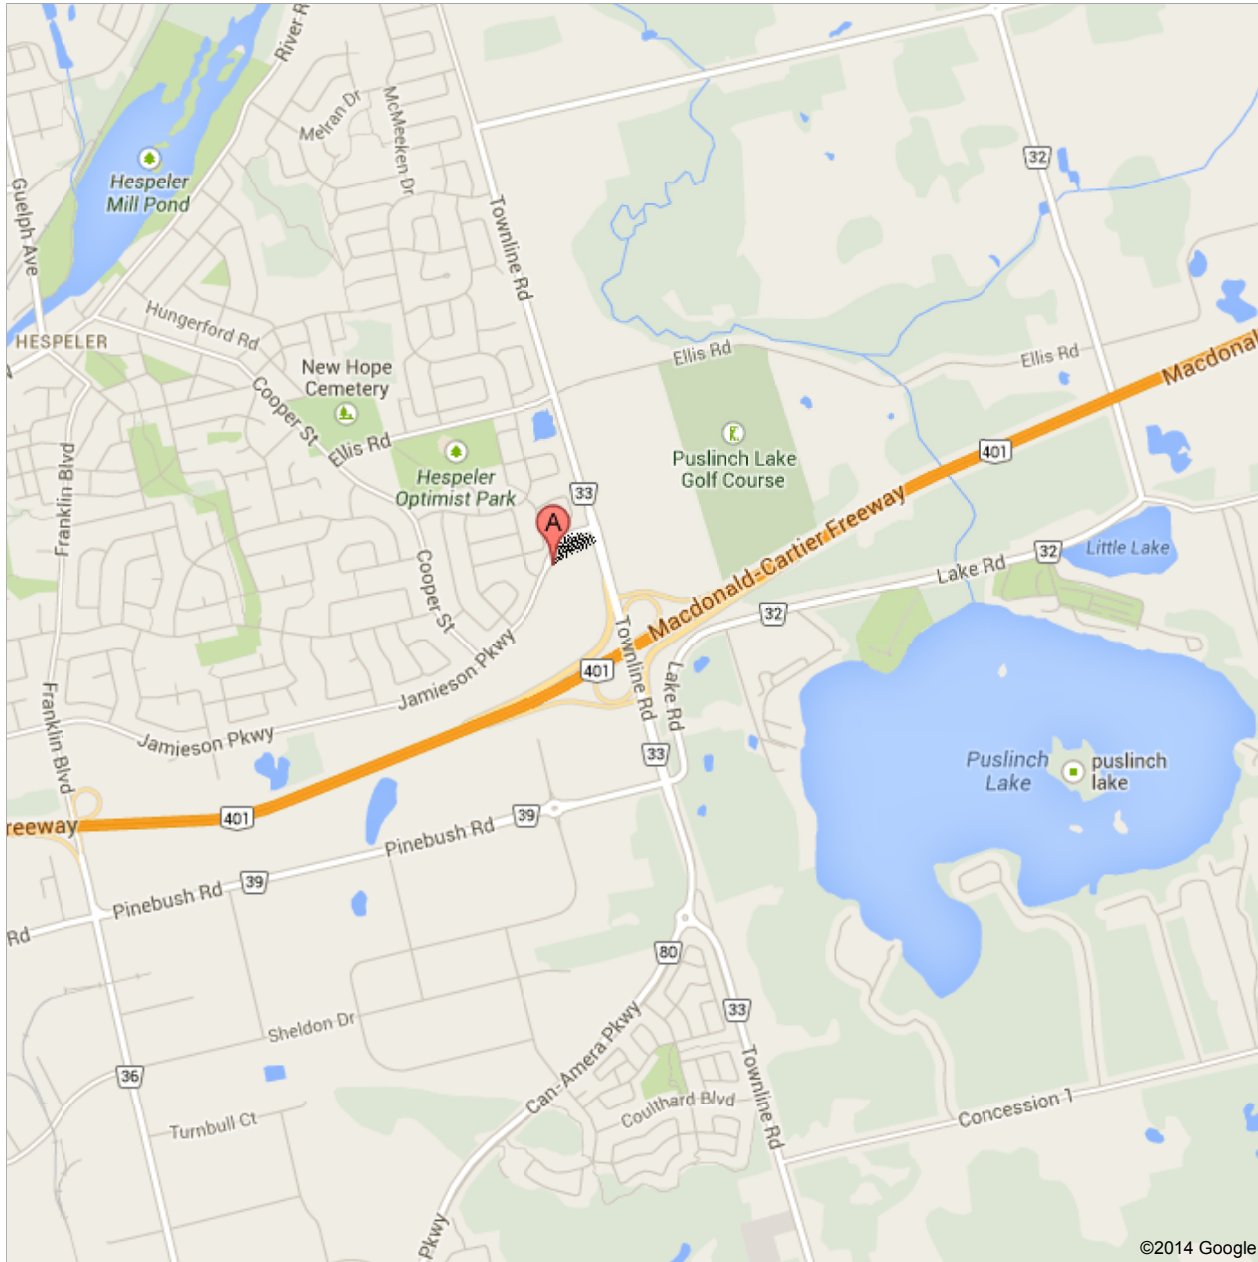 River R
Melran Dr
McMeeken Dr
32
Hespeler
Mill Pond
Guelph Ave
Townline Rd
Hungerford Rd
HESPELER
Ellis Rd
Ellis Rd
Macdonal
New Hope
Cemetery
Cooper St
Ellis Rd
Puslinch Lake
Golf Course
401
Hespeler
Optimist Park
Franklin Blvd
33
A
Macdonald-Cartier Freeway
Little Lake
32
Lake Rd
Cooper St
32
Jamieson Pkwy
Townline Rd
401
Lake Rd
Franklin Blvd
Jamieson Pkwy
33
Puslinch
Lake
puslinch
lake
reeway
401
39
Pinebush Rd
39
Pinebush Rd
Rd
80
33
Sheldon Dr
Can-Amera Pkwy
36
Townline Rd
Coulthard Blvd
Concession 1
Turnbull Ct
Pkwy
©2014 Google